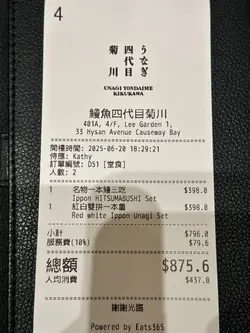 4
うなぎ
四代目
菊川
UNAGI YONDAIME
KIKUKAWA
鰻魚四代目菊川
401A, 4/F, Lee Garden 1,
33 Hysan Avenue Causeway Bay
開檯時間: 2025-06-20 18:29:21
侍應: Kathy
訂單編號: D51 [堂食]
人數: 2
1 名物一本鰻三吃 $398.0
Ippon HITSUMABUSHI Set
1 紅白雙拼一本重 $398.0
Red white Ippon Unagi Set
小計 $796.0
服務費(10%) $79.6
總額 $875.6
人均消費 $437.8
謝謝光臨
Powered by Eats365